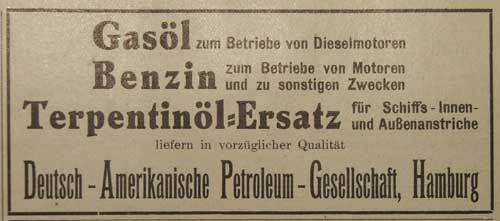 Gasöl zum Betriebe von Dieselmotoren
Benzin zum Betriebe von Motoren
und zu sonstigen Zwecken
Terpentinöl=Ersatz für Schiffs-Innen-
und Außenanstriche
liefern in vorzüglicher Qualität
Deutsch-Amerikanische Petroleum-Gesellschaft, Hamburg